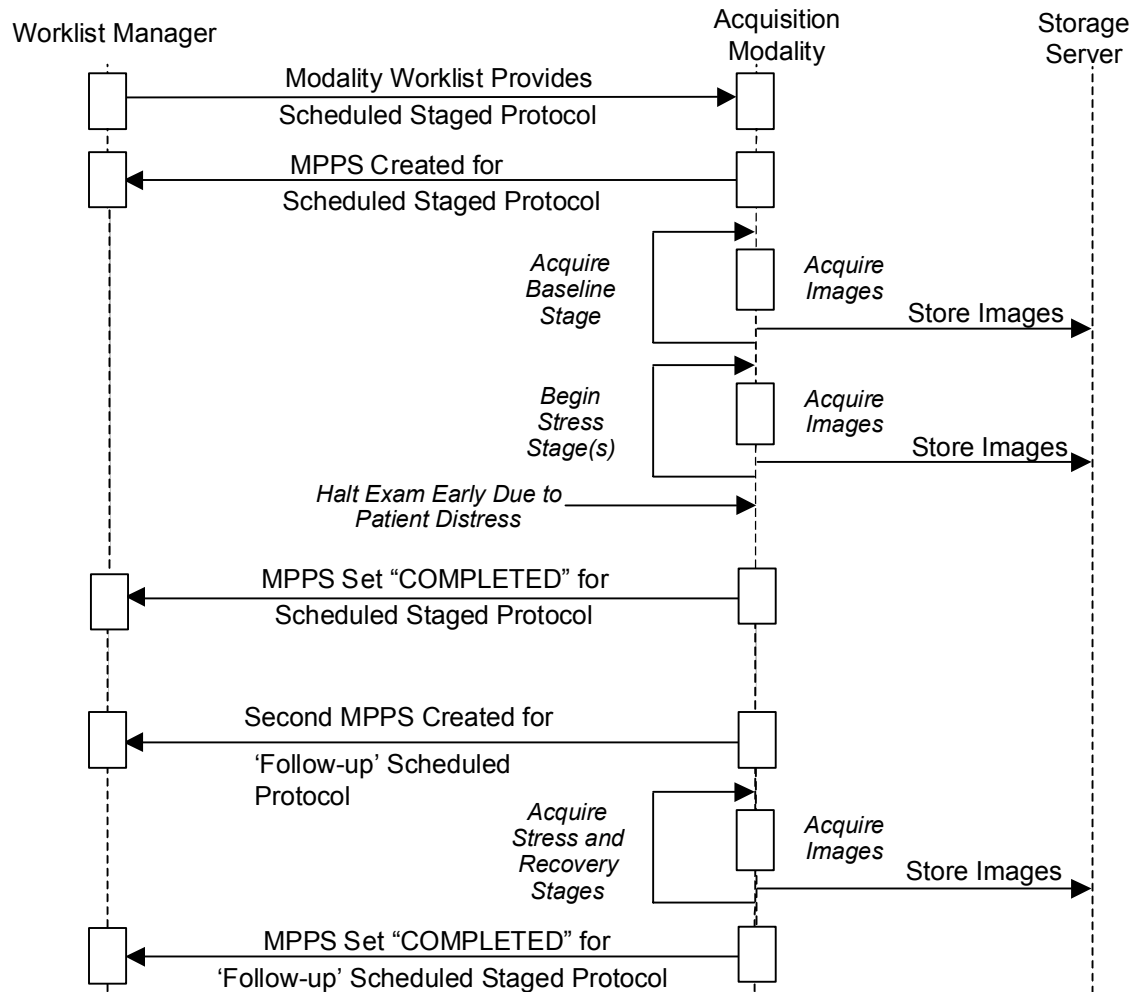 Worklist Manager
Acquisition
Modality
Storage
Server
Modality Worklist Provides
Scheduled Staged Protocol
MPPS Created for
Scheduled Staged Protocol
Acquire
Baseline
Stage
Acquire
Images
Store Images
Begin
Stress
Stage(s)
Acquire
Images
Store Images
Halt Exam Early Due to
Patient Distress
MPPS Set “COMPLETED” for
Scheduled Staged Protocol
Second MPPS Created for
‘Follow-up’ Scheduled
Protocol
Acquire
Stress and
Recovery
Stages
Acquire
Images
Store Images
MPPS Set “COMPLETED” for
‘Follow-up’ Scheduled Staged Protocol